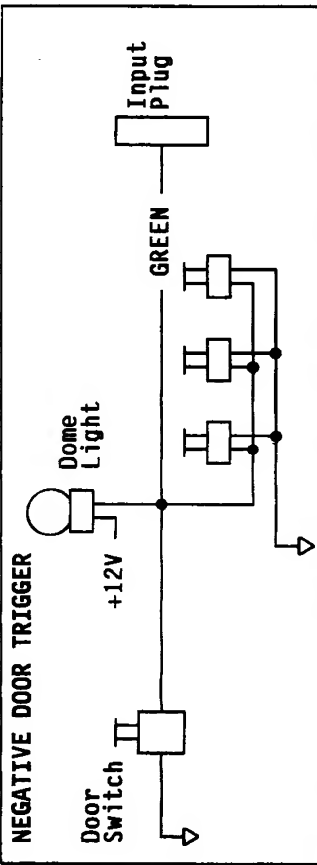 NEGATIVE DOOR TRIGGER
Dome
Light
+12V
Door
Switch
GREEN
Input
Plug